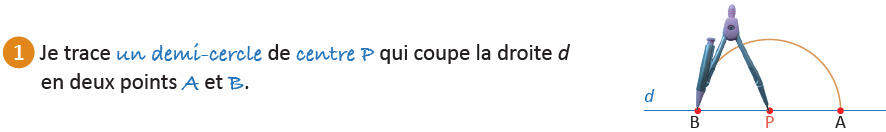 1 Je trace un demi-cercle de centre P qui coupe la droite d
en deux points A et B.
d
B P A